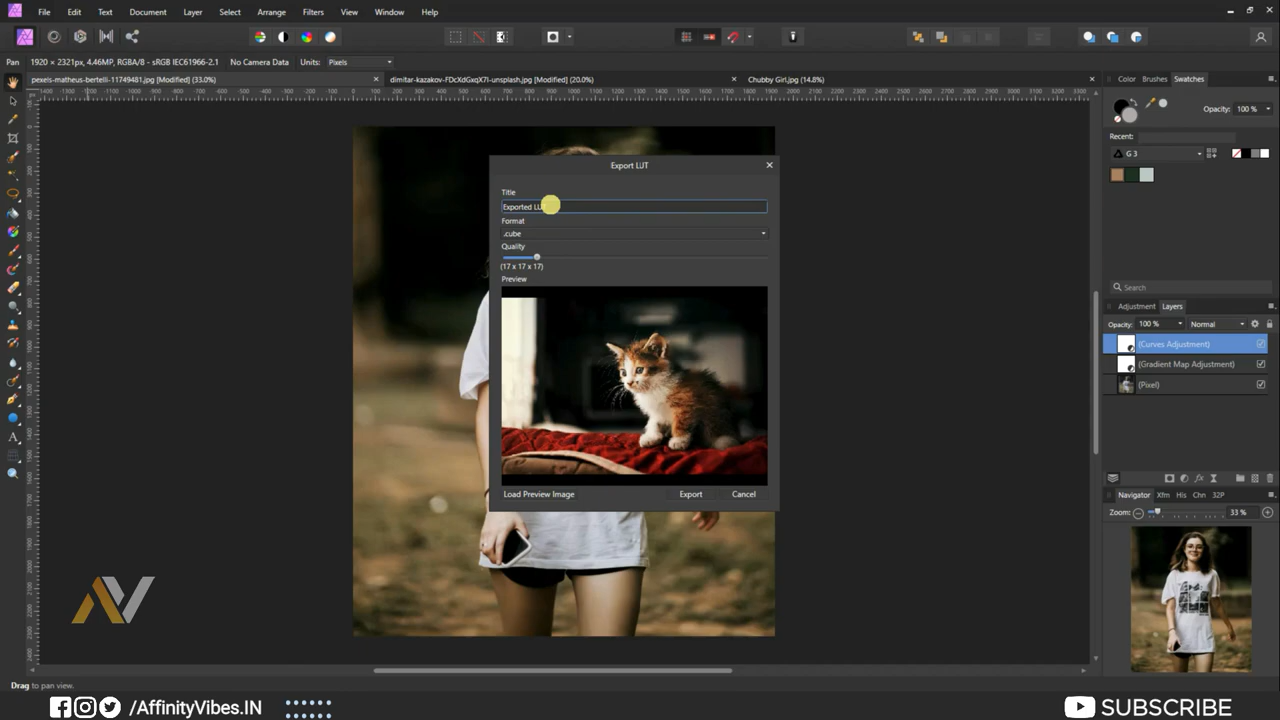 File Edit Text Document Layer Select Arrange Filters View Window Help
Pan 1920 × 2321px, 4.46MP, RGBA/8 - sRGB IEC61966-2.1 No Camera Data Units: Pixels
pexels-matheus-bertelli-11749481.jpg [Modified] (33.0%)
dimitar-kazakov-FDcXdGxqX7I-unsplash.jpg [Modified] (20.0%)
Chubby Girl.jpg (14.8%)
Color Brushes Swatches
Opacity: 100 %
Recent:
G 3
Export LUT
Title
Exported LUT
Format
.cube
Quality
(17 x 17 x 17)
Preview
Load Preview Image Export Cancel
Search
Adjustment Layers
Opacity: 100 % Normal
(Curves Adjustment)
(Gradient Map Adjustment)
(Pixel)
Navigator Xfm His Chn 32P
Zoom: 33 %
AV
Drag to pan view.
/AffinityVibes.IN
SUBSCRIBE